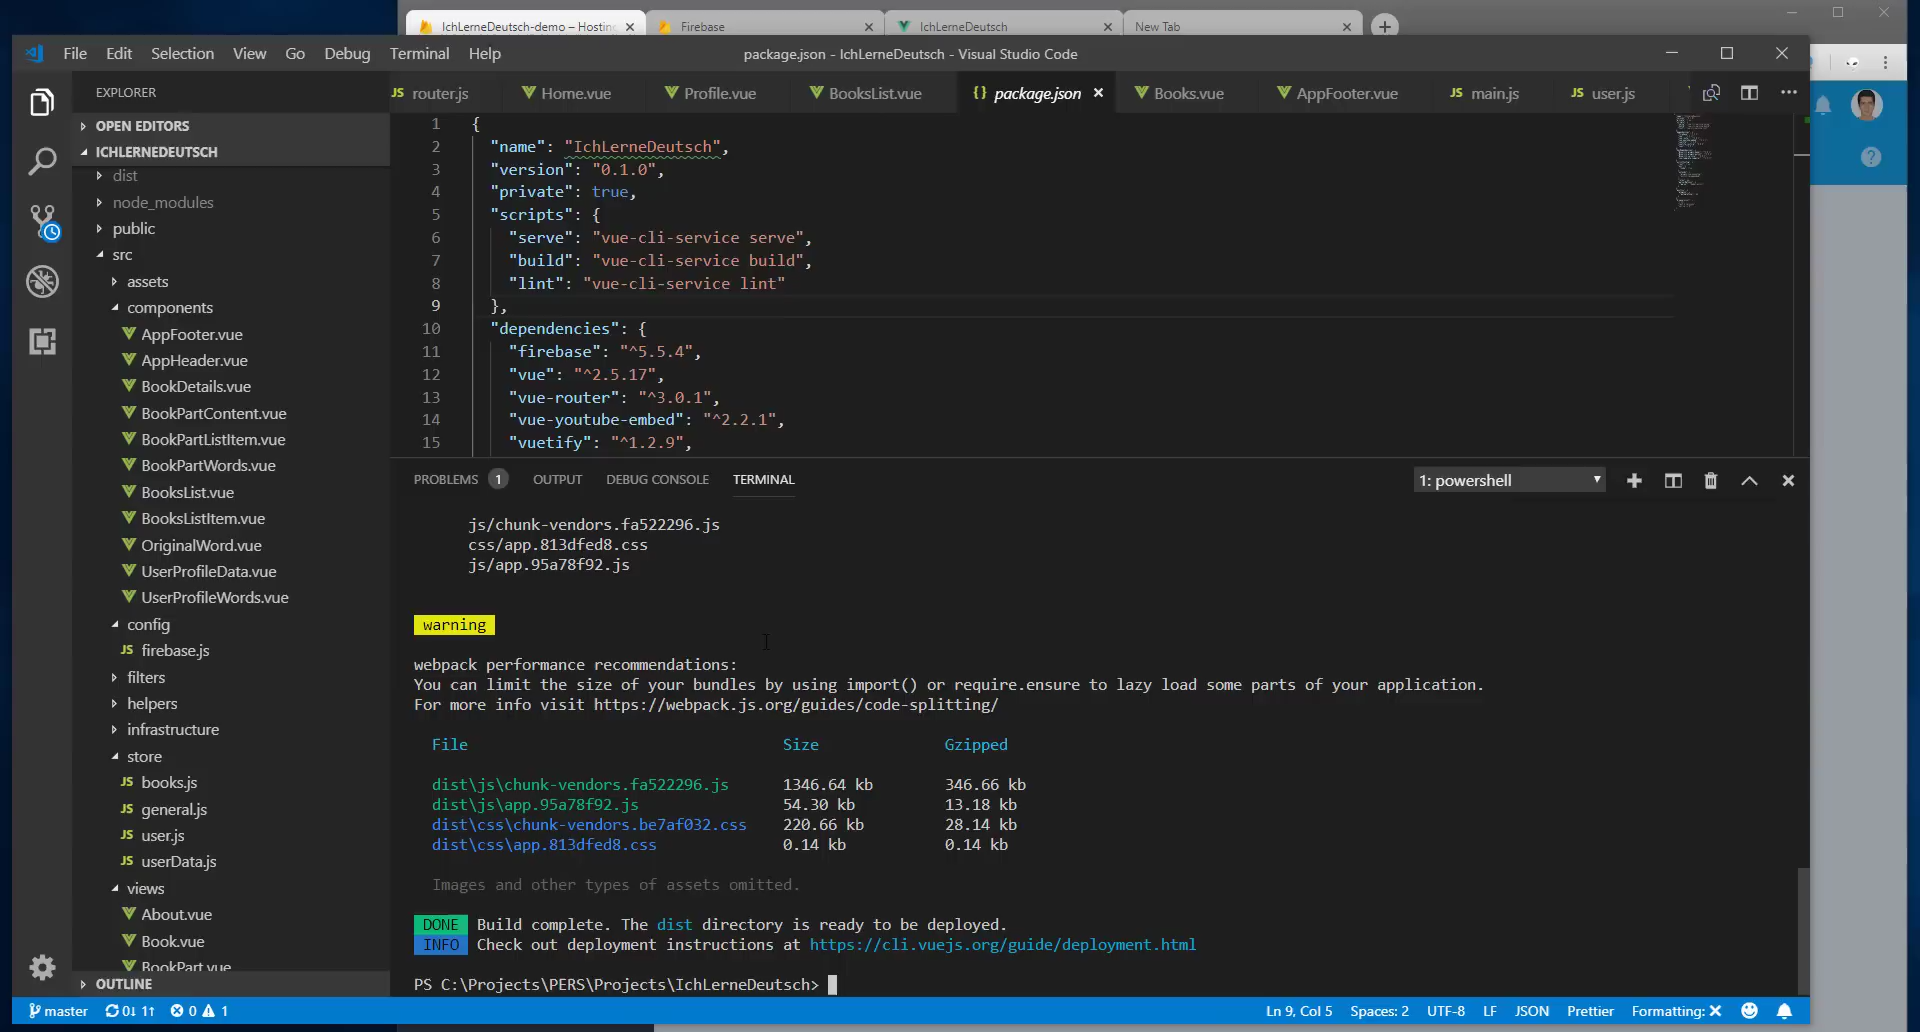 IchLerneDeutsch-demo – Hosting
Firebase
IchLerneDeutsch
New Tab
File Edit Selection View Go Debug Terminal Help
package.json - IchLerneDeutsch - Visual Studio Code
EXPLORER
JS router.js
Home.vue
Profile.vue
BooksList.vue
{} package.json
Books.vue
AppFooter.vue
JS main.js
JS user.js
OPEN EDITORS
ICHLERNEDEUTSCH
dist
node_modules
public
src
assets
components
AppFooter.vue
AppHeader.vue
BookDetails.vue
BookPartContent.vue
BookPartListItem.vue
BookPartWords.vue
BooksList.vue
BooksListItem.vue
OriginalWord.vue
UserProfileData.vue
UserProfileWords.vue
config
JS firebase.js
filters
helpers
infrastructure
store
JS books.js
JS general.js
JS user.js
JS userData.js
views
About.vue
Book.vue
BookPart.vue
OUTLINE
1 {
2 "name": "IchLerneDeutsch",
3 "version": "0.1.0",
4 "private": true,
5 "scripts": {
6 "serve": "vue-cli-service serve",
7 "build": "vue-cli-service build",
8 "lint": "vue-cli-service lint"
9 },
10 "dependencies": {
11 "firebase": "^5.5.4",
12 "vue": "^2.5.17",
13 "vue-router": "^3.0.1",
14 "vue-youtube-embed": "^2.2.1",
15 "vuetify": "^1.2.9",
PROBLEMS 1 OUTPUT DEBUG CONSOLE TERMINAL
1: powershell
js/chunk-vendors.fa522296.js
css/app.813dfed8.css
js/app.95a78f92.js
warning
webpack performance recommendations:
You can limit the size of your bundles by using import() or require.ensure to lazy load some parts of your application.
For more info visit https://webpack.js.org/guides/code-splitting/
File Size Gzipped
dist\js\chunk-vendors.fa522296.js 1346.64 kb 346.66 kb
dist\js\app.95a78f92.js 54.30 kb 13.18 kb
dist\css\chunk-vendors.be7af032.css 220.66 kb 28.14 kb
dist\css\app.813dfed8.css 0.14 kb 0.14 kb
Images and other types of assets omitted.
DONE Build complete. The dist directory is ready to be deployed.
INFO Check out deployment instructions at https://cli.vuejs.org/guide/deployment.html
PS C:\Projects\PERS\Projects\IchLerneDeutsch>
master 0↓ 1↑ 0 1
Ln 9, Col 5 Spaces: 2 UTF-8 LF JSON Prettier Formatting: ✕